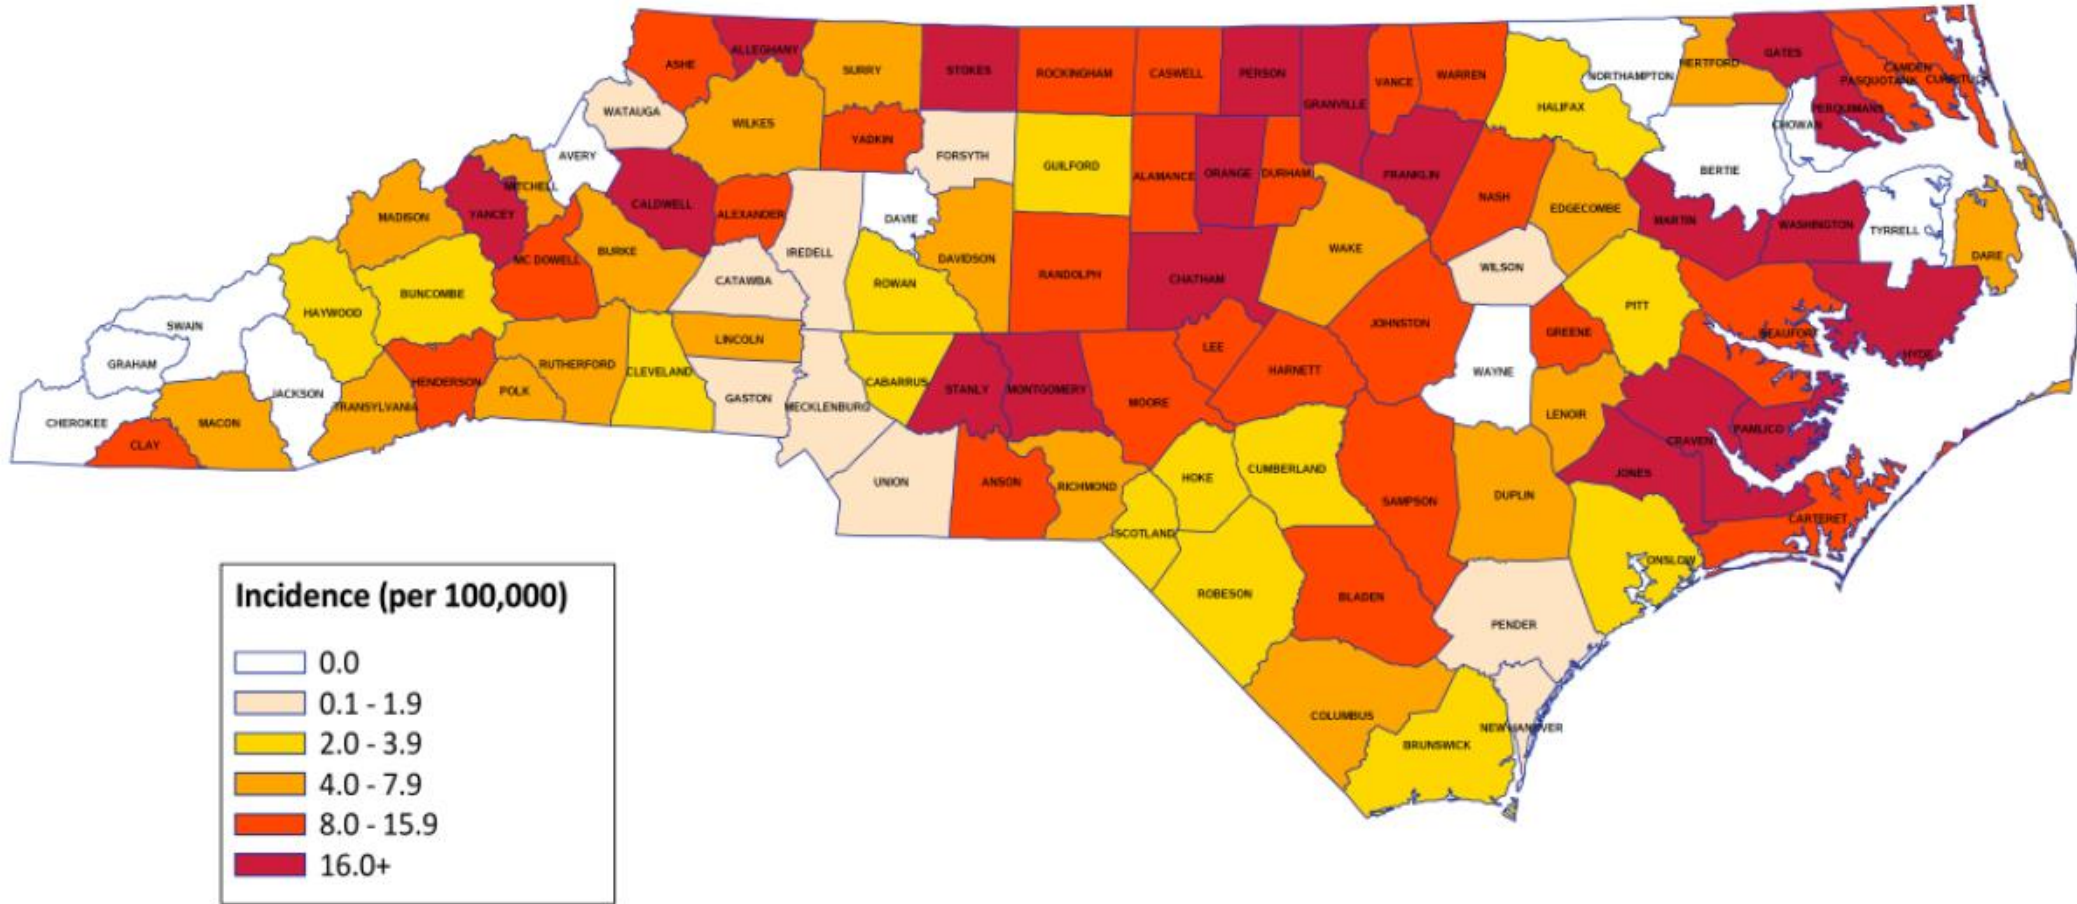 ALLEGHANY
ASHE
SURRY
STOKES
ROCKINGHAM
CASWELL
PERSON
GRANVILLE
VANCE
WARREN
NORTHAMPTON
HERTFORD
GATES
CAMDEN
PASQUOTANK
CURRITUCK
PERQUIMANS
CHOWAN
HALIFAX
WATAUGA
WILKES
YADKIN
FORSYTH
GUILFORD
ALAMANCE
ORANGE
DURHAM
FRANKLIN
NASH
EDGECOMBE
BERTIE
AVERY
MITCHELL
YANCEY
MADISON
CALDWELL
ALEXANDER
DAVIE
MARTIN
WASHINGTON
TYRRELL
DARE
MC DOWELL
BURKE
IREDELL
CATAWBA
ROWAN
DAVIDSON
RANDOLPH
CHATHAM
WAKE
WILSON
PITT
BUNCOMBE
HAYWOOD
SWAIN
GRAHAM
JACKSON
CHEROKEE
CLAY
MACON
TRANSYLVANIA
HENDERSON
POLK
RUTHERFORD
CLEVELAND
LINCOLN
GASTON
MECKLENBURG
CABARRUS
STANLY
MONTGOMERY
MOORE
LEE
HARNETT
JOHNSTON
WAYNE
GREENE
BEAUFORT
HYDE
LENOIR
CRAVEN
PAMLICO
JONES
CARTERET
UNION
ANSON
RICHMOND
SCOTLAND
HOKE
CUMBERLAND
SAMPSON
DUPLIN
ONSLOW
ROBESON
BLADEN
PENDER
COLUMBUS
BRUNSWICK
NEW HANOVER
Incidence (per 100,000)
0.0
0.1 - 1.9
2.0 - 3.9
4.0 - 7.9
8.0 - 15.9
16.0+